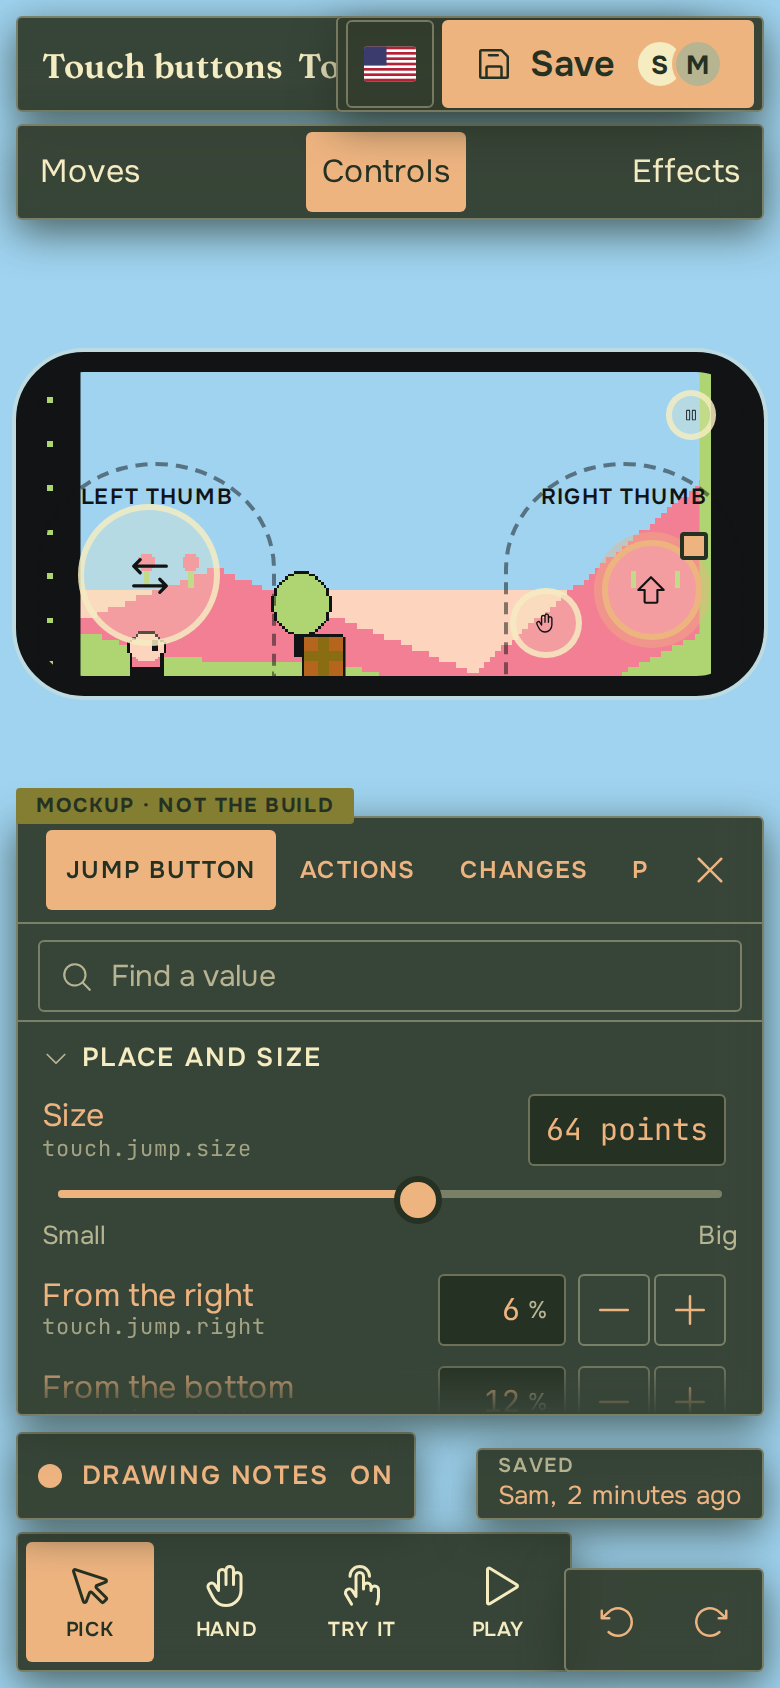 Touch buttons To
Save S M
Moves Controls Effects
LEFT THUMB RIGHT THUMB
MOCKUP · NOT THE BUILD
JUMP BUTTON ACTIONS CHANGES P
Find a value
PLACE AND SIZE
Size
touch.jump.size
64 points
Small Big
From the right
touch.jump.right
6 %
From the bottom
12 %
DRAWING NOTES ON
SAVED
Sam, 2 minutes ago
PICK HAND TRY IT PLAY